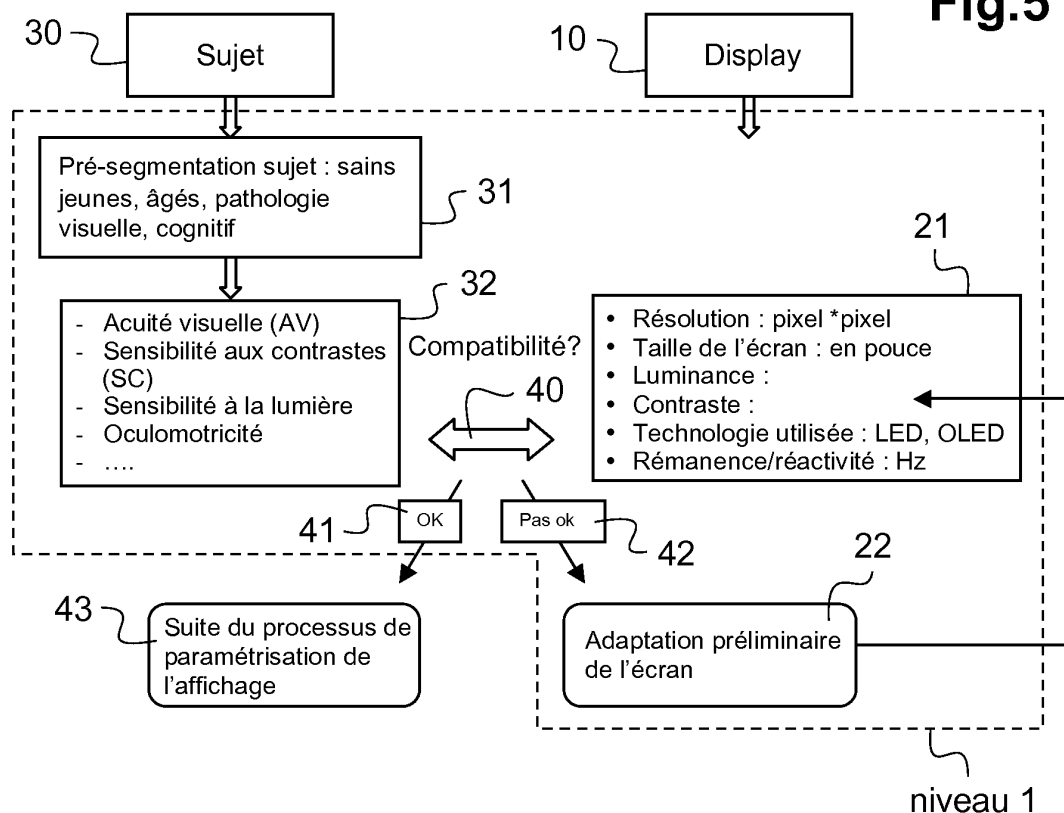 Fig.5
30
Sujet
10
Display
Pré-segmentation sujet : sains
jeunes, âgés, pathologie
visuelle, cognitif
31
21
32
- Acuité visuelle (AV)
- Sensibilité aux contrastes
(SC)
- Sensibilité à la lumière
- Oculomotricité
- ….
Compatibilité?
40
• Résolution : pixel *pixel
• Taille de l'écran : en pouce
• Luminance :
• Contraste :
• Technologie utilisée : LED, OLED
• Rémanence/réactivité : Hz
41
OK
Pas ok
42
43
Suite du processus de
paramétrisation de
l'affichage
22
Adaptation préliminaire
de l'écran
niveau 1